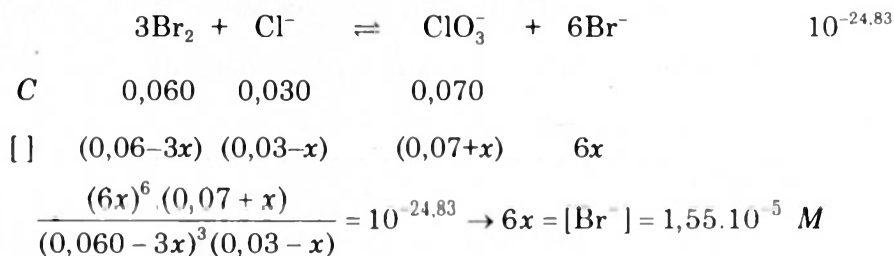 3Br₂ + Cl⁻ ⇌ ClO₃⁻ + 6Br⁻ 10⁻²⁴·⁸³
C 0,060 0,030 0,070
[ ] (0,06–3x) (0,03–x) (0,07+x) 6x
(6x)⁶ (0,07 + x) / (0,060 – 3x)³(0,03 – x) = 10⁻²⁴·⁸³ → 6x = [Br⁻] = 1,55.10⁻⁵ M